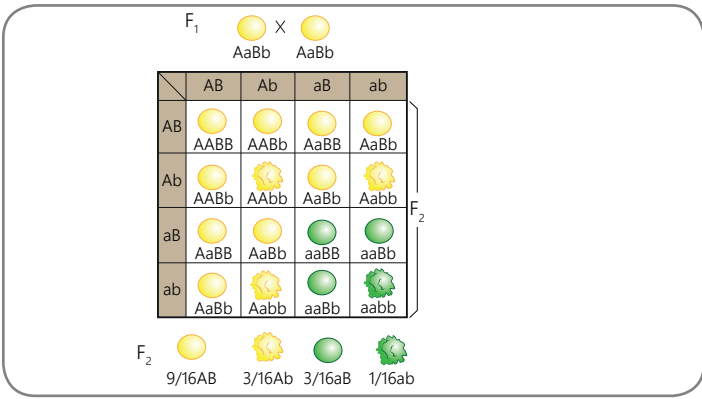 F1 X
AaBb AaBb
AB Ab aB ab
AB
AABB AABb AaBB AaBb
Ab
AABb AAbb AaBb Aabb
F2
aB
AaBB AaBb aaBB aaBb
ab
AaBb Aabb aaBb aabb
F2
9/16AB 3/16Ab 3/16aB 1/16ab